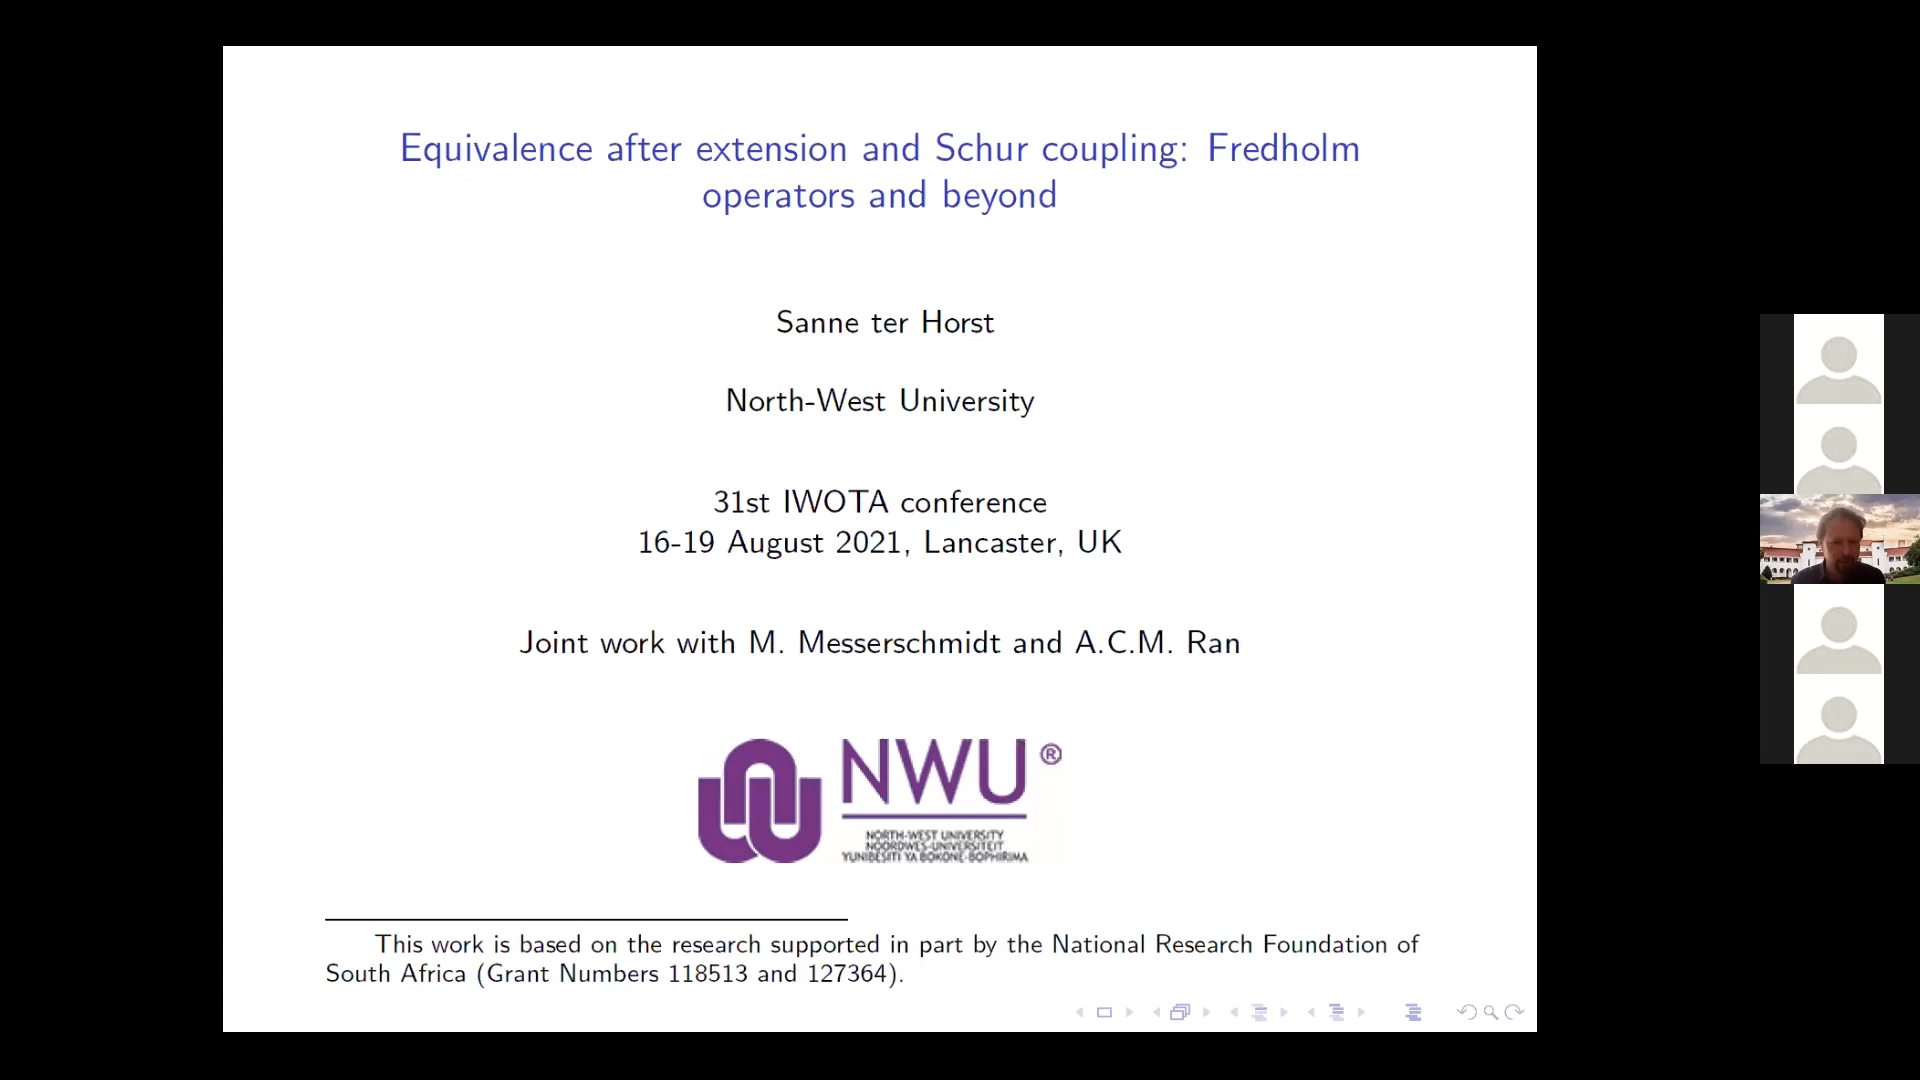 Equivalence after extension and Schur coupling: Fredholm
operators and beyond
Sanne ter Horst
North-West University
31st IWOTA conference
16-19 August 2021, Lancaster, UK
Joint work with M. Messerschmidt and A.C.M. Ran
NWU ®
NORTH-WEST UNIVERSITY
NOORDWES-UNIVERSITEIT
YUNIBESITI YA BOKONE-BOPHIRIMA
This work is based on the research supported in part by the National Research Foundation of
South Africa (Grant Numbers 118513 and 127364).